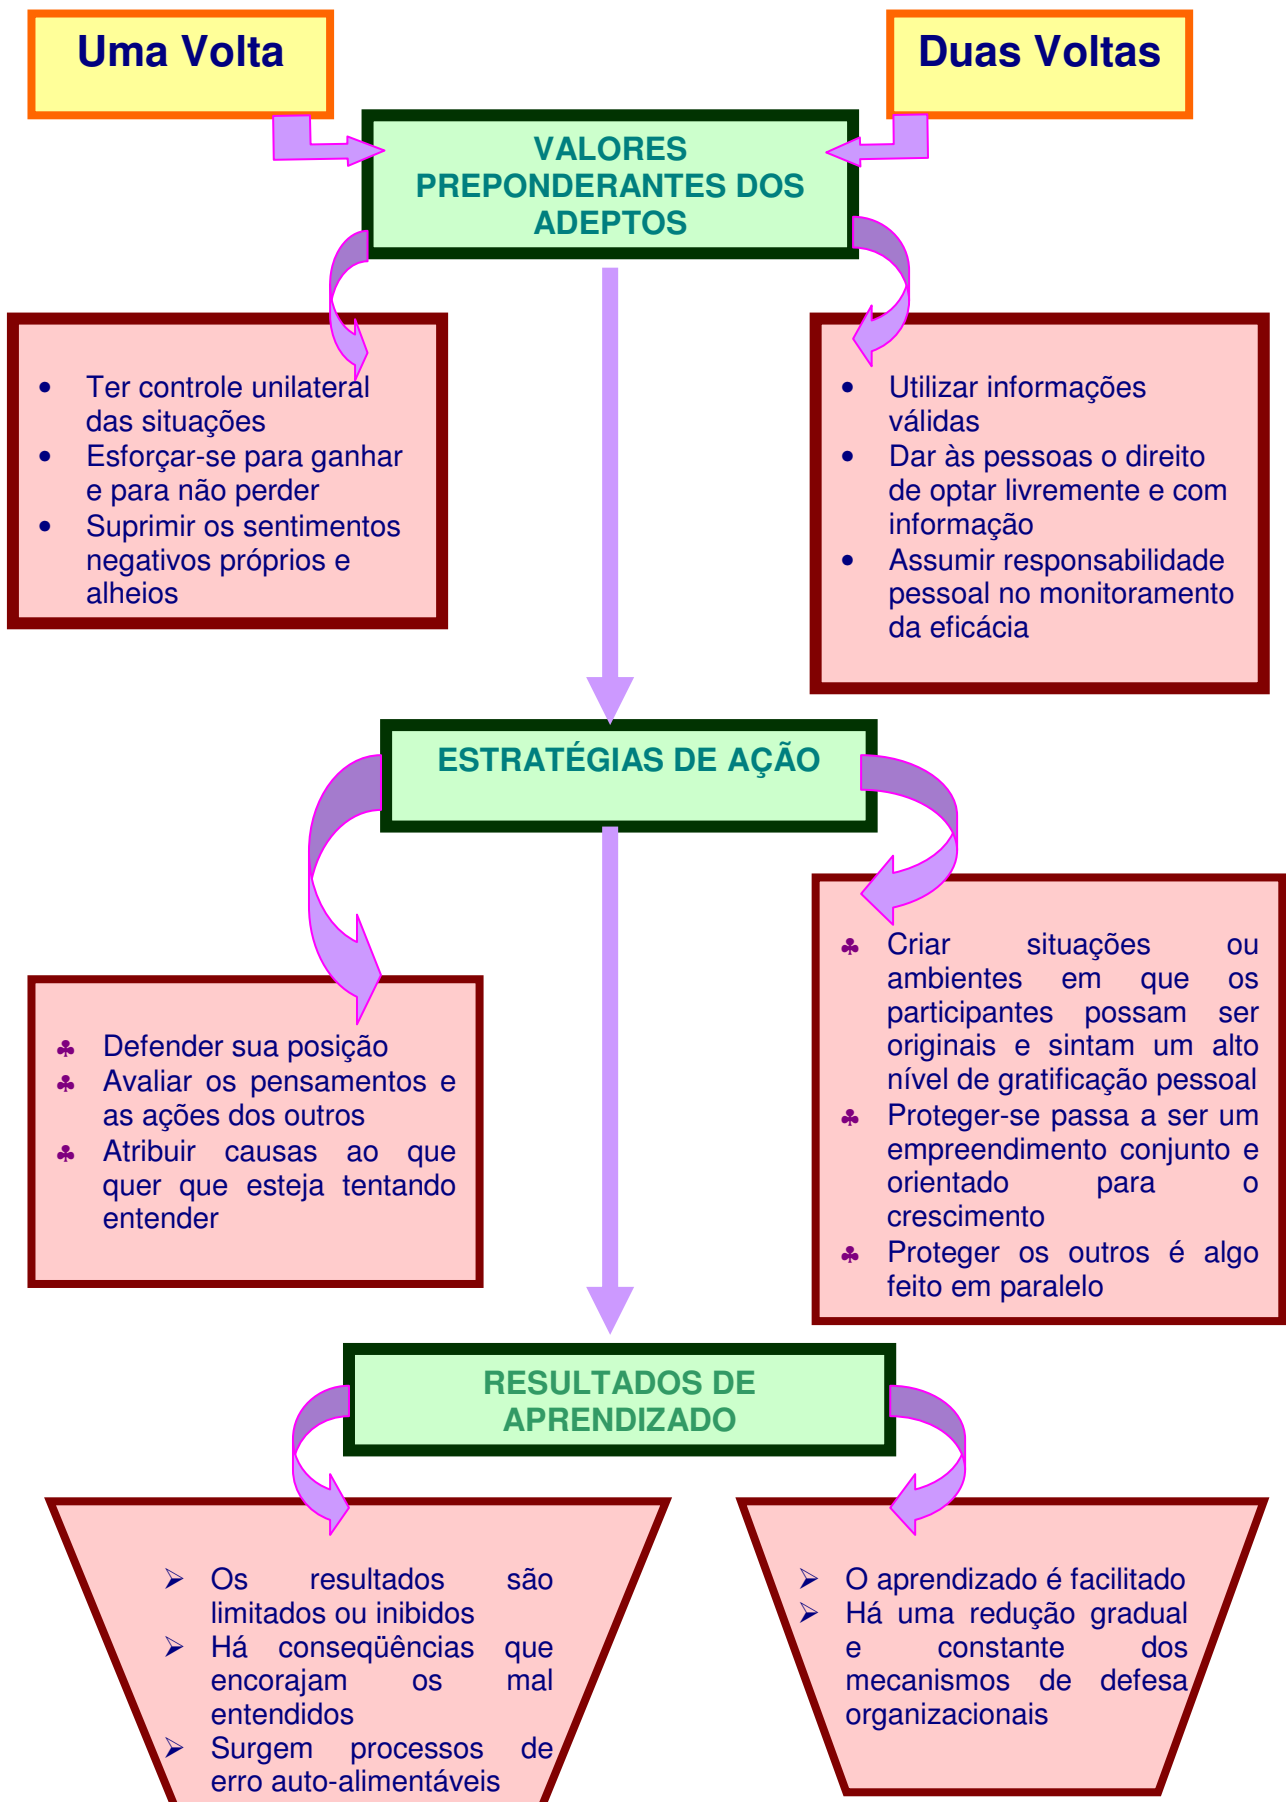 Uma Volta
Duas Voltas
VALORES
PREPONDERANTES DOS
ADEPTOS
• Ter controle unilateral
das situações
• Esforçar-se para ganhar
e para não perder
• Suprimir os sentimentos
negativos próprios e
alheios
• Utilizar informações
válidas
• Dar às pessoas o direito
de optar livremente e com
informação
• Assumir responsabilidade
pessoal no monitoramento
da eficácia
ESTRATÉGIAS DE AÇÃO
♣ Defender sua posição
♣ Avaliar os pensamentos e
as ações dos outros
♣ Atribuir causas ao que
quer que esteja tentando
entender
♣ Criar situações ou
ambientes em que os
participantes possam ser
originais e sintam um alto
nível de gratificação pessoal
♣ Proteger-se passa a ser um
empreendimento conjunto e
orientado para o
crescimento
♣ Proteger os outros é algo
feito em paralelo
RESULTADOS DE
APRENDIZADO
➢ Os resultados são
limitados ou inibidos
➢ Há conseqüências que
encorajam os mal
entendidos
➢ Surgem processos de
erro auto-alimentáveis
➢ O aprendizado é facilitado
➢ Há uma redução gradual
e constante dos
mecanismos de defesa
organizacionais